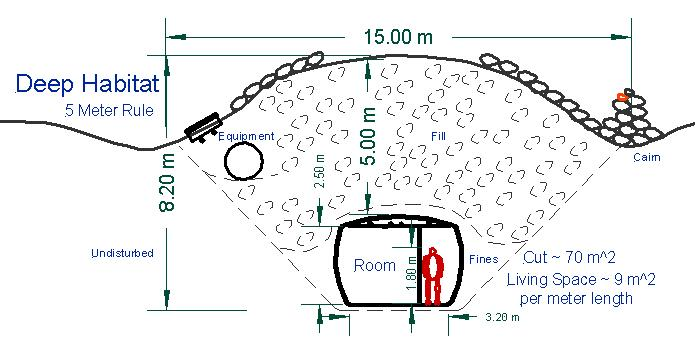 15.00 m
Deep Habitat
5 Meter Rule
Equipment
5.00 m
Fill
Cairn
8.20 m
2.50 m
Undisturbed
Room
1.80 m
Fines
Cut ~ 70 m^2
Living Space ~ 9 m^2
per meter length
3.20 m